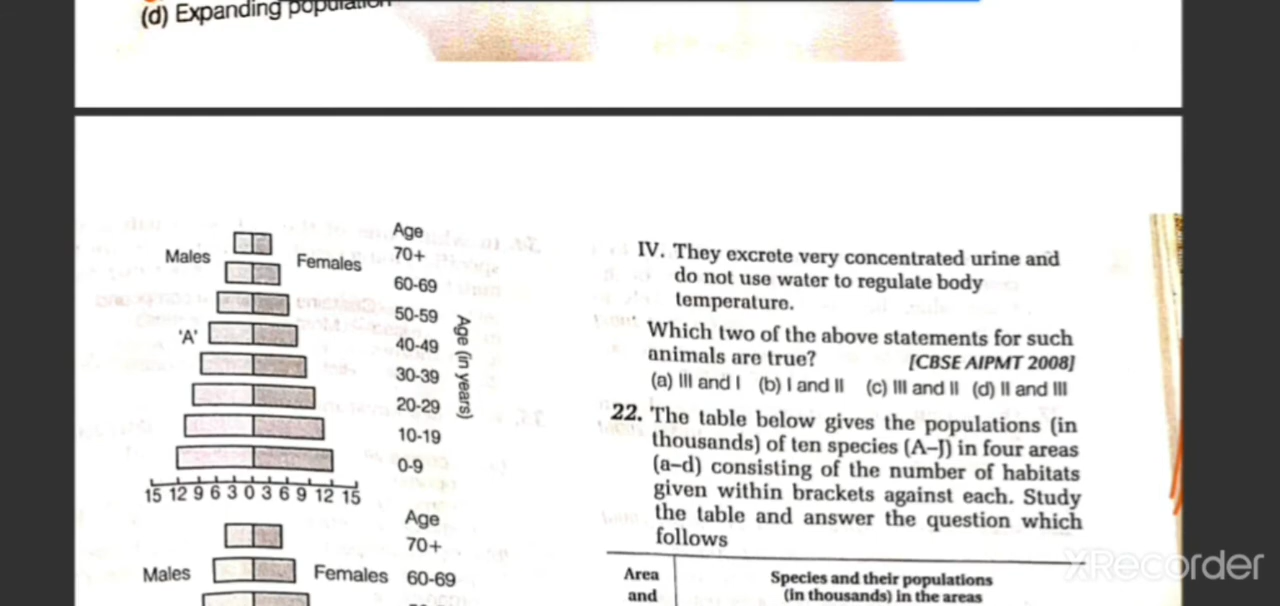 (d) Expanding population
Age
Males
Females
70+
60-69
50-59
'A'
40-49
30-39
20-29
10-19
0-9
Age (in years)
15 12 9 6 3 0 3 6 9 12 15
Age
70+
Males
Females 60-69
IV. They excrete very concentrated urine and
do not use water to regulate body
temperature.
Which two of the above statements for such
animals are true? [CBSE AIPMT 2008]
(a) III and I (b) I and II (c) III and II (d) II and III
22. The table below gives the populations (in
thousands) of ten species (A–J) in four areas
(a–d) consisting of the number of habitats
given within brackets against each. Study
the table and answer the question which
follows
Area
and
Species and their populations
(in thousands) in the areas
XRecorder